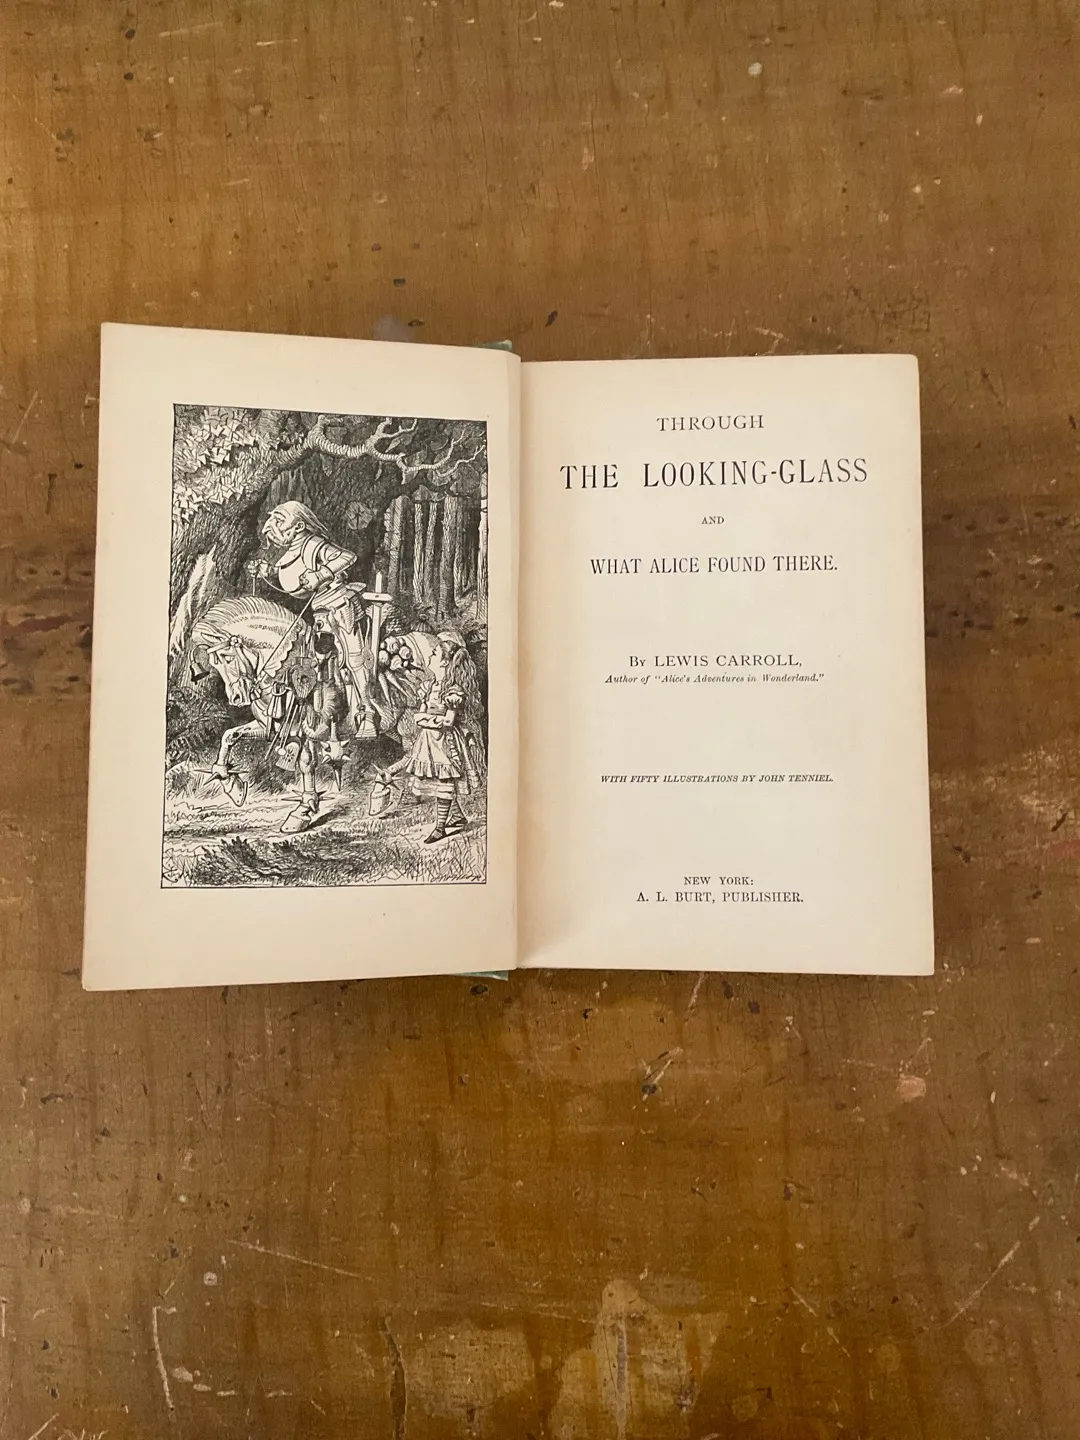 THROUGH
THE LOOKING-GLASS
AND
WHAT ALICE FOUND THERE.
By LEWIS CARROLL,
Author of "Alice's Adventures in Wonderland."
WITH FIFTY ILLUSTRATIONS BY JOHN TENNIEL.
NEW YORK:
A. L. BURT, PUBLISHER.